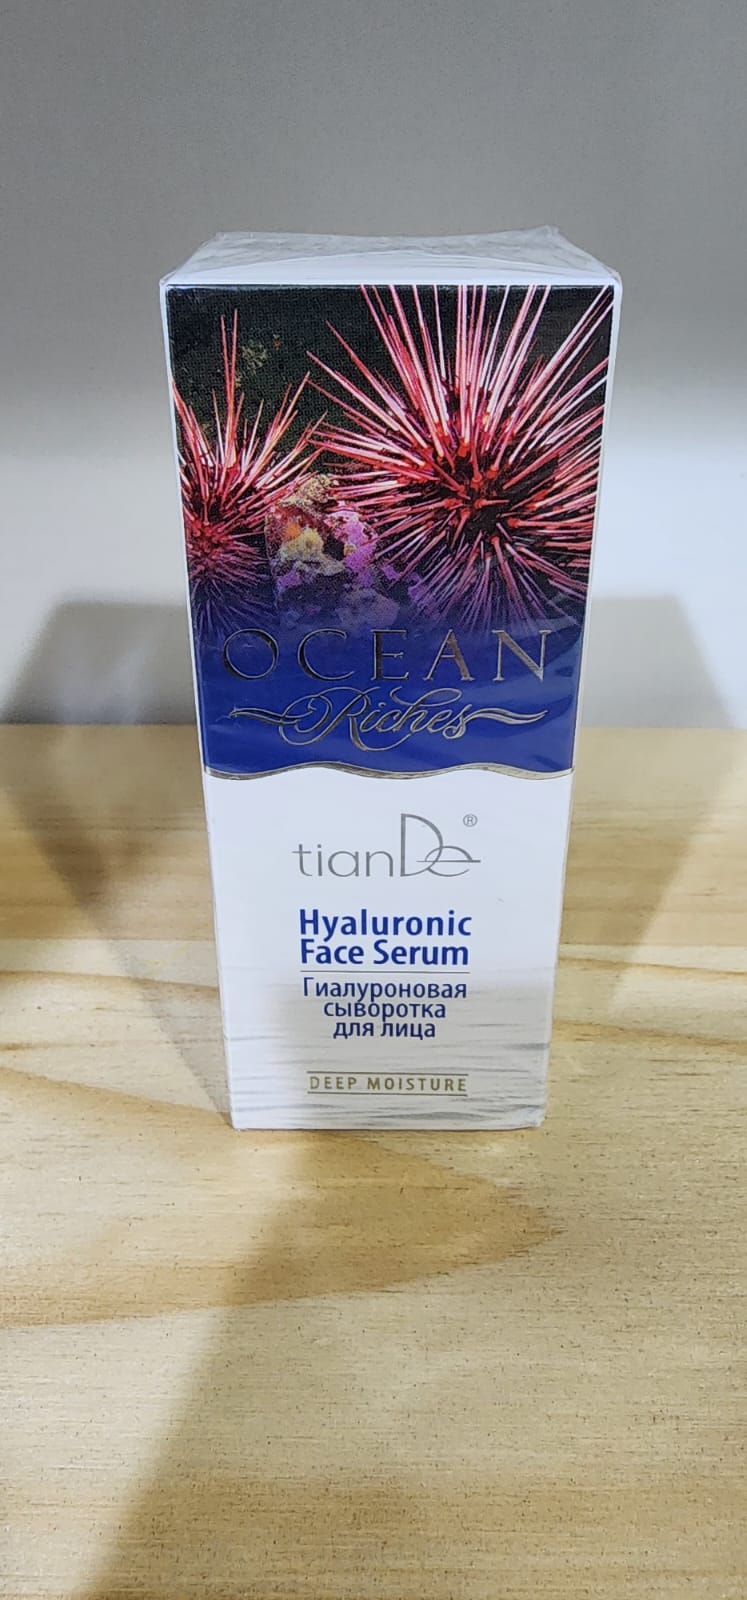 OCEAN
Riches
tianDe®
Hyaluronic
Face Serum
Гиалуроновая
сыворотка
для лица
DEEP MOISTURE